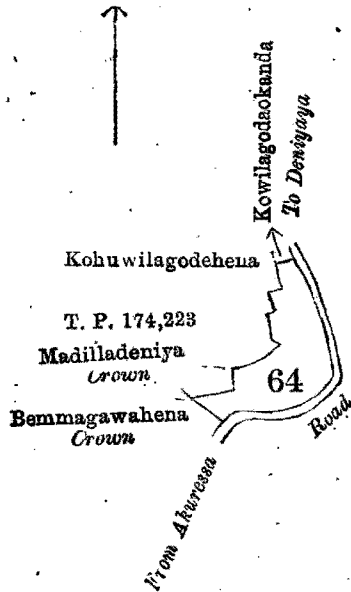 Kowilagodaokanda
To Deniyaya
Kohuwilagodehena
T. P. 174,223
Madilladeniya
Crown
64
Bemmagawahena
Crown
Road
From Akuressa